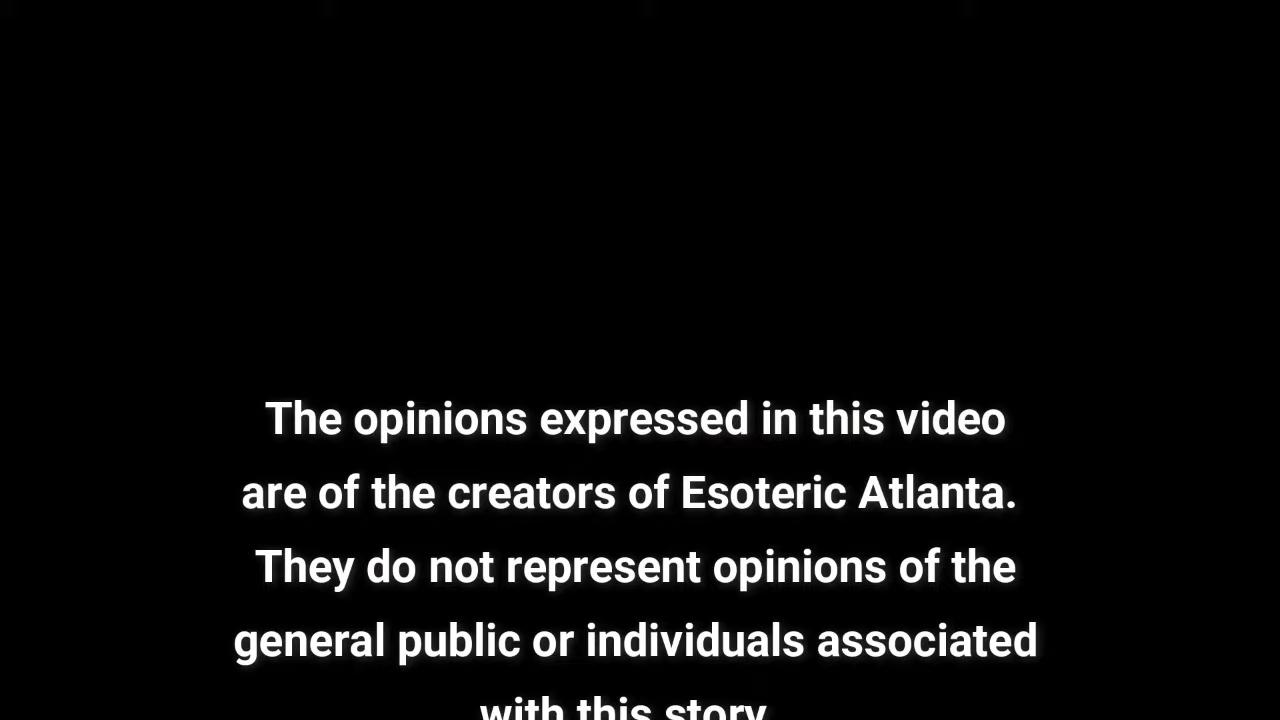 The opinions expressed in this video
are of the creators of Esoteric Atlanta.
They do not represent opinions of the
general public or individuals associated
with this story